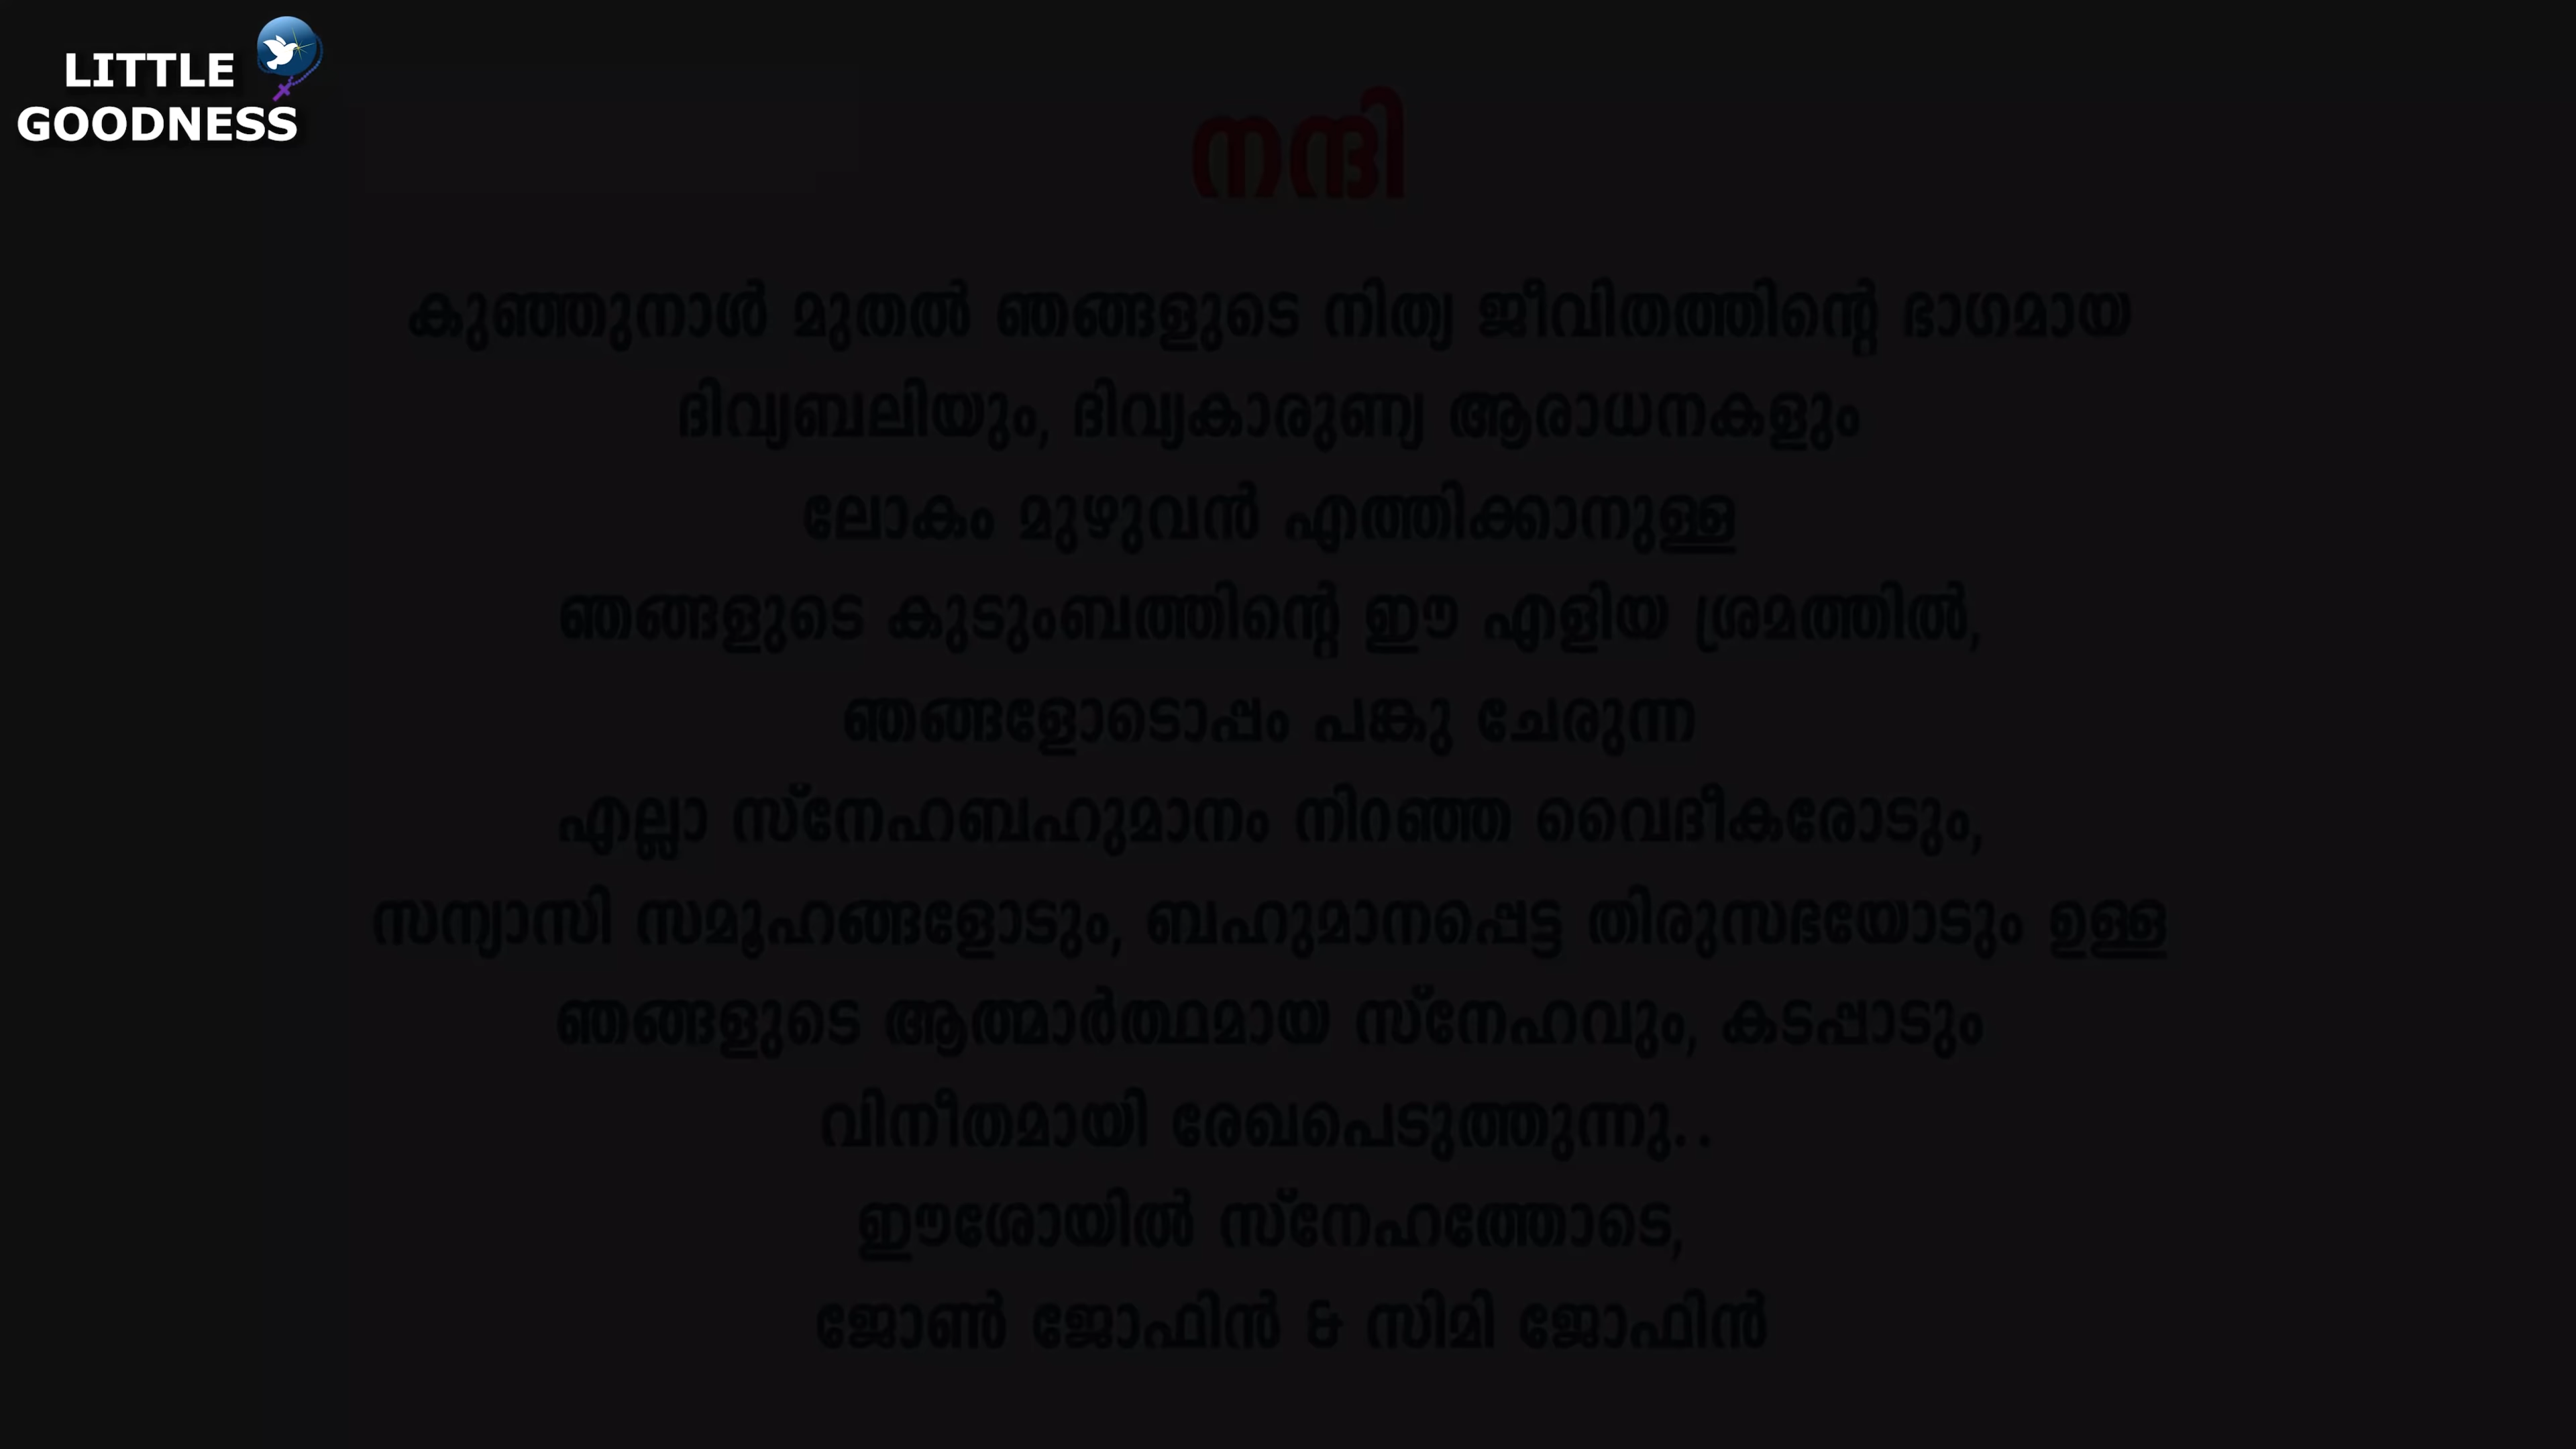 LITTLE
GOODNESS
നന്ദി
കുഞ്ഞുനാൾ മുതൽ ഞങ്ങളുടെ നിത്യ ജീവിതത്തിന്റെ ഭാഗമായ
ദിവ്യബലിയും, ദിവ്യകാരുണ്യ ആരാധനകളും
ലോകം മുഴുവൻ എത്തിക്കാനുള്ള
ഞങ്ങളുടെ കുടുംബത്തിന്റെ ഈ എളിയ ശ്രമത്തിൽ,
ഞങ്ങളോടൊപ്പം പങ്കു ചേരുന്ന
എല്ലാ സ്നേഹബഹുമാനം നിറഞ്ഞ വൈദീകരോടും,
സന്യാസി സമൂഹങ്ങളോടും, ബഹുമാനപ്പെട്ട തിരുസഭയോടും ഉള്ള
ഞങ്ങളുടെ ആത്മാർത്ഥമായ സ്നേഹവും, കടപ്പാടും
വിനീതമായി രേഖപെടുത്തുന്നു..
ഈശോയിൽ സ്നേഹത്തോടെ,
ജോൺ ജോഫിൻ & സിമി ജോഫിൻ